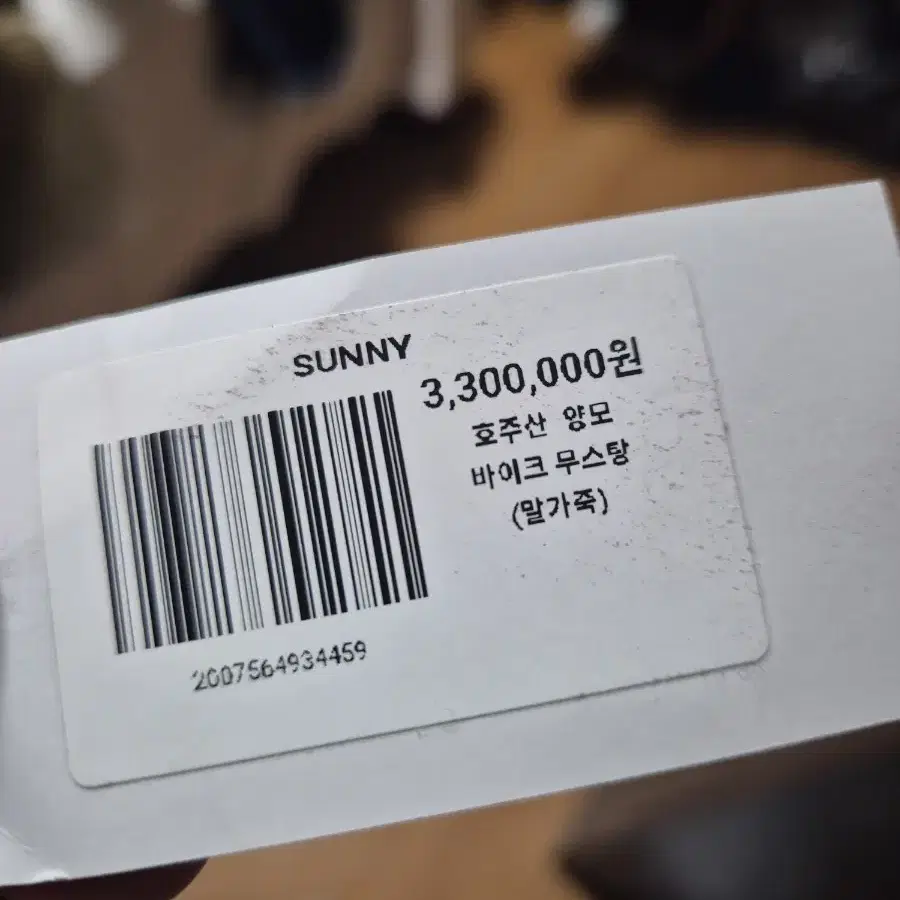 SUNNY
3,300,000원
호주산 양모
바이크 무스탕
(말가죽)
2007564934459